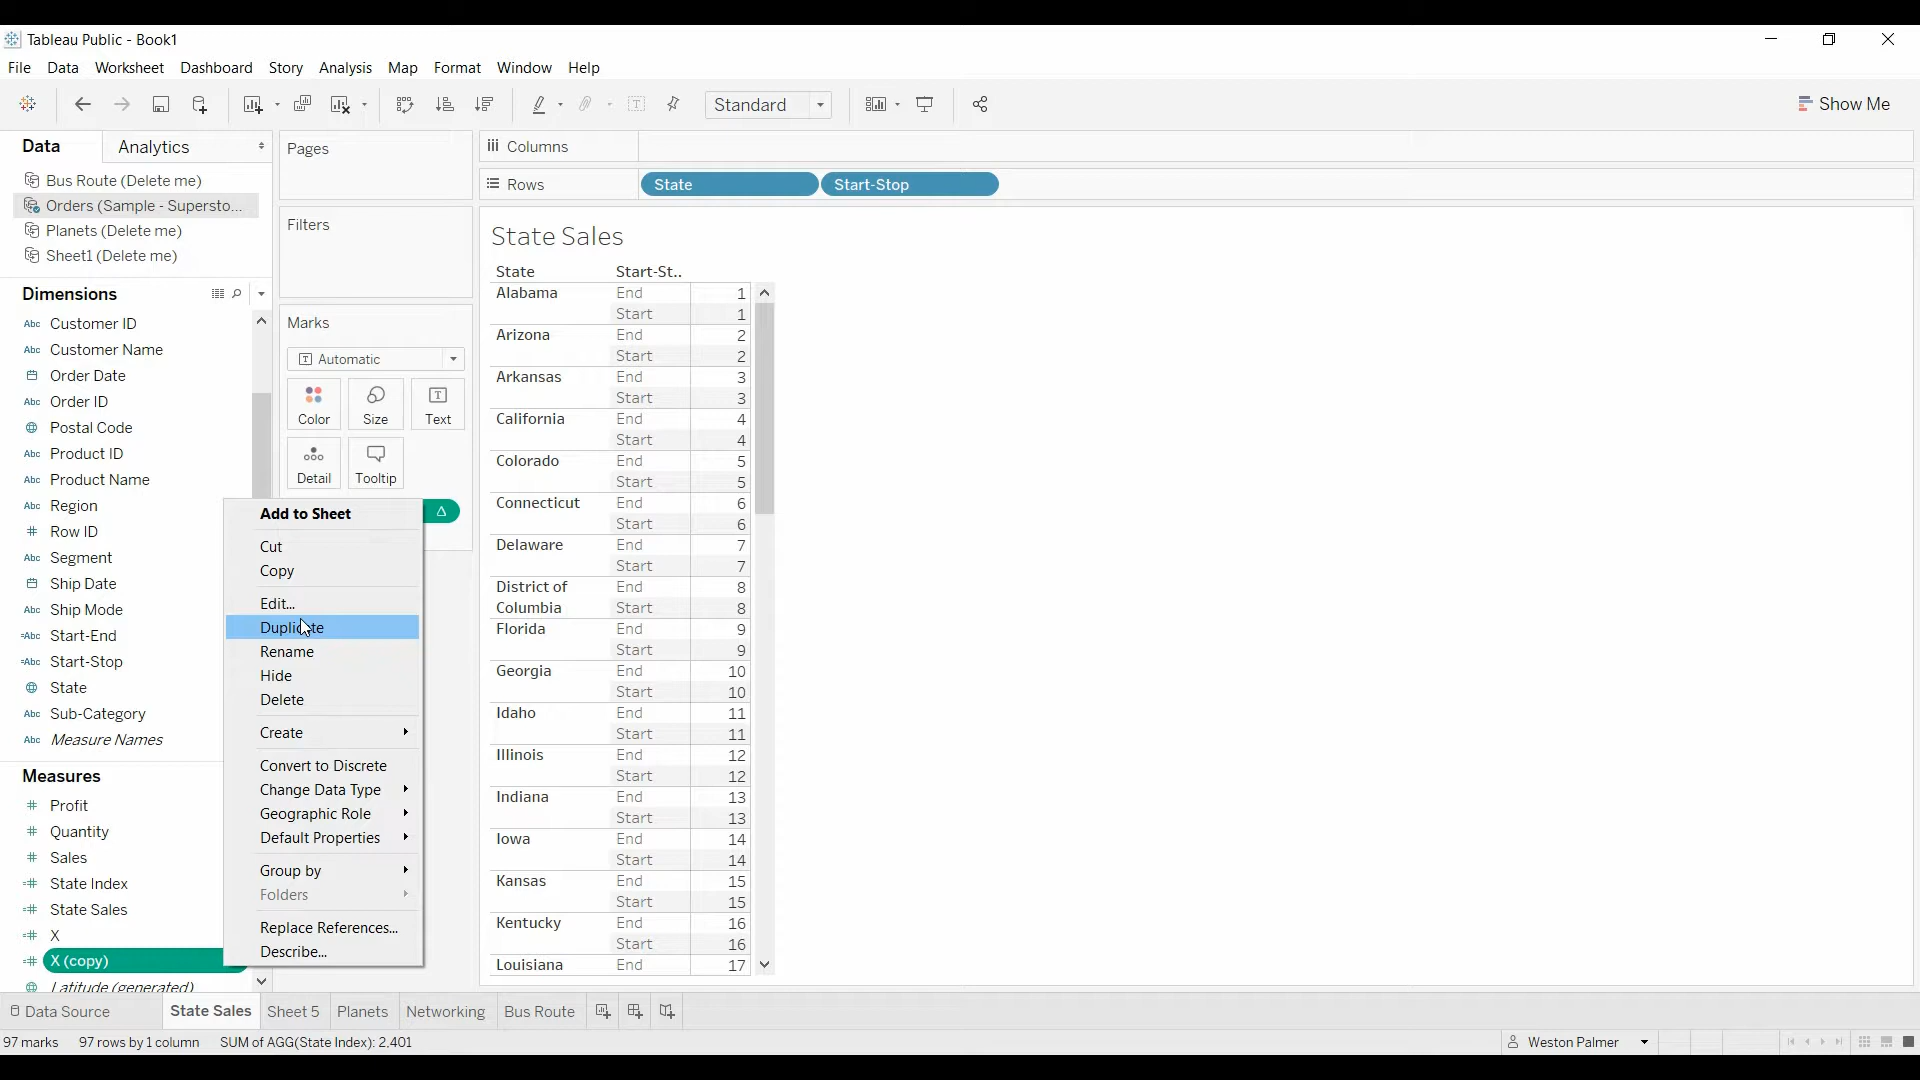 Tableau Public - Book1
File Data Worksheet Dashboard Story Analysis Map Format Window Help
Standard
Show Me
Data
Analytics
Bus Route (Delete me)
Orders (Sample - Supersto...
Planets (Delete me)
Sheet1 (Delete me)
Dimensions
Abc Customer ID
Abc Customer Name
Order Date
Abc Order ID
Postal Code
Abc Product ID
Abc Product Name
Abc Region
# Row ID
Abc Segment
Ship Date
Abc Ship Mode
=Abc Start-End
=Abc Start-Stop
State
Abc Sub-Category
Abc Measure Names
Measures
# Profit
# Quantity
# Sales
=# State Index
=# State Sales
=# X
=# X (copy)
Latitude (generated)
Pages
Filters
Marks
T Automatic
Color
Size
T Text
Detail
Tooltip
Δ
Add to Sheet
Cut
Copy
Edit...
Duplicate
Rename
Hide
Delete
Create
Convert to Discrete
Change Data Type
Geographic Role
Default Properties
Group by
Folders
Replace References...
Describe...
Columns
Rows
State
Start-Stop
State Sales
State Start-St..
Alabama End 1
Start 1
Arizona End 2
Start 2
Arkansas End 3
Start 3
California End 4
Start 4
Colorado End 5
Start 5
Connecticut End 6
Start 6
Delaware End 7
Start 7
District of End 8
Columbia Start 8
Florida End 9
Start 9
Georgia End 10
Start 10
Idaho End 11
Start 11
Illinois End 12
Start 12
Indiana End 13
Start 13
Iowa End 14
Start 14
Kansas End 15
Start 15
Kentucky End 16
Start 16
Louisiana End 17
Data Source State Sales Sheet 5 Planets Networking Bus Route
97 marks 97 rows by 1 column SUM of AGG(State Index): 2,401
Weston Palmer